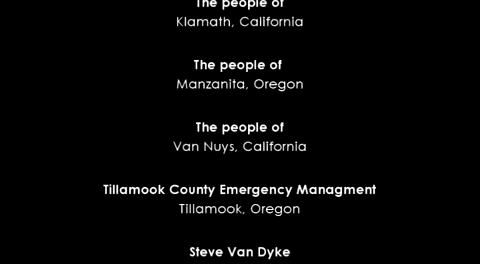 The people of
Klamath, California
The people of
Manzanita, Oregon
The people of
Van Nuys, California
Tillamook County Emergency Managment
Tillamook, Oregon
Steve Van Dyke